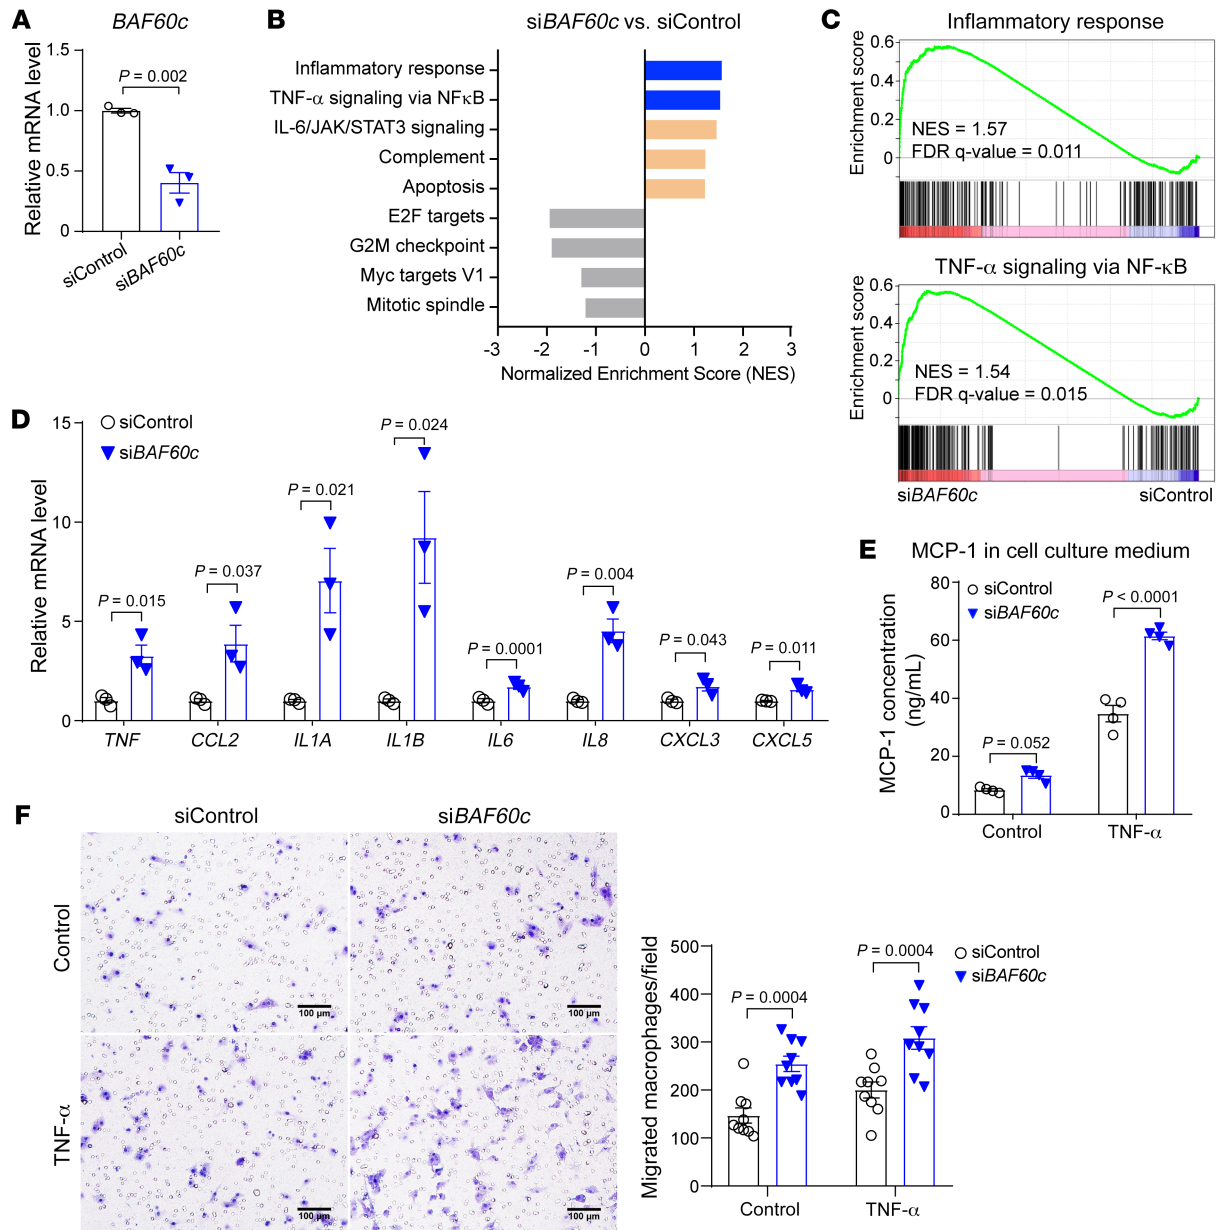 A
BAF60c
Relative mRNA level
1.5
1.0
0.5
0
P = 0.002
siControl
siBAF60c
B
siBAF60c vs. siControl
Inflammatory response
TNF-α signaling via NFκB
IL-6/JAK/STAT3 signaling
Complement
Apoptosis
E2F targets
G2M checkpoint
Myc targets V1
Mitotic spindle
-3 -2 -1 0 1 2 3
Normalized Enrichment Score (NES)
C
Inflammatory response
Enrichment score
0.6
0.4
0.2
0
NES = 1.57
FDR q-value = 0.011
TNF-α signaling via NF-κB
Enrichment score
0.6
0.4
0.2
0
NES = 1.54
FDR q-value = 0.015
siBAF60c siControl
D
Relative mRNA level
15
10
5
0
siControl
siBAF60c
P = 0.015
P = 0.037
P = 0.021
P = 0.024
P = 0.0001
P = 0.004
P = 0.043
P = 0.011
TNF CCL2 IL1A IL1B IL6 IL8 CXCL3 CXCL5
E
MCP-1 in cell culture medium
MCP-1 concentration
(ng/mL)
80
60
40
20
0
siControl
siBAF60c
P = 0.052
P < 0.0001
Control TNF-α
F
siControl siBAF60c
Control
100 µm
100 µm
TNF-α
100 µm
100 µm
Migrated macrophages/field
500
400
300
200
100
0
P = 0.0004
P = 0.0004
siControl
siBAF60c
Control TNF-α